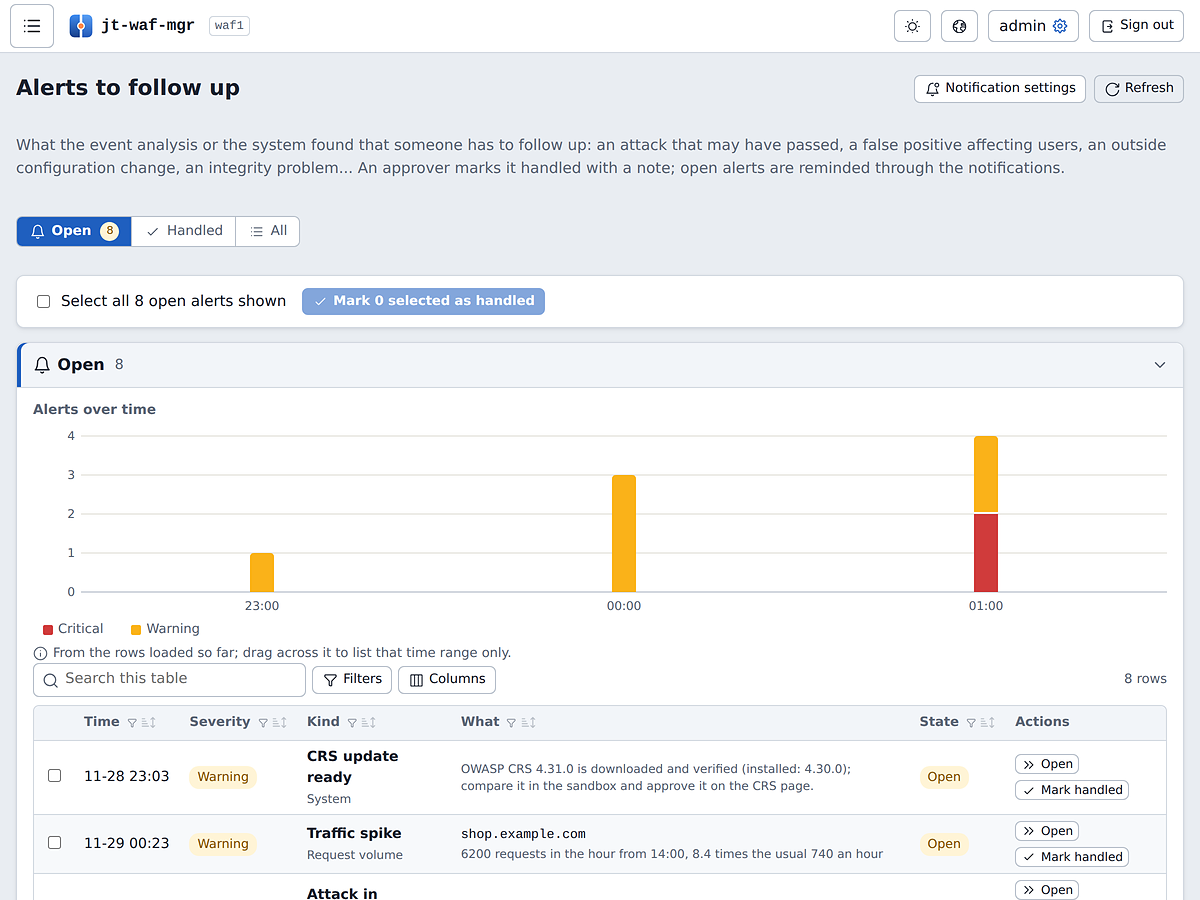 jt-waf-mgr waf1 admin Sign out
Alerts to follow up Notification settings Refresh
What the event analysis or the system found that someone has to follow up: an attack that may have passed, a false positive affecting users, an outside
configuration change, an integrity problem... An approver marks it handled with a note; open alerts are reminded through the notifications.
Open 8 Handled All
Select all 8 open alerts shown Mark 0 selected as handled
Open 8
Alerts over time
4
3
2
1
0
23:00 00:00 01:00
Critical Warning
From the rows loaded so far; drag across it to list that time range only.
Search this table Filters Columns 8 rows
Time Severity Kind What State Actions
11-28 23:03 Warning CRS update ready System OWASP CRS 4.31.0 is downloaded and verified (installed: 4.30.0);
compare it in the sandbox and approve it on the CRS page. Open Open
Mark handled
11-29 00:23 Warning Traffic spike shop.example.com Open Open
Request volume 6200 requests in the hour from 14:00, 8.4 times the usual 740 an hour Mark handled
Attack in Open